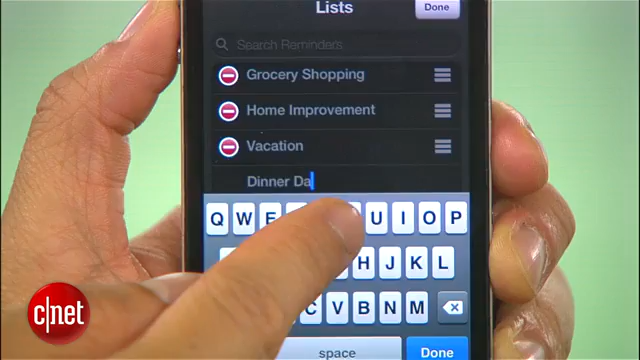 Lists
Done
Search Reminders
Grocery Shopping
Home Improvement
Vacation
Dinner Da
Q W E U I O P
H J K L
C V B N M
space
Done
c|net